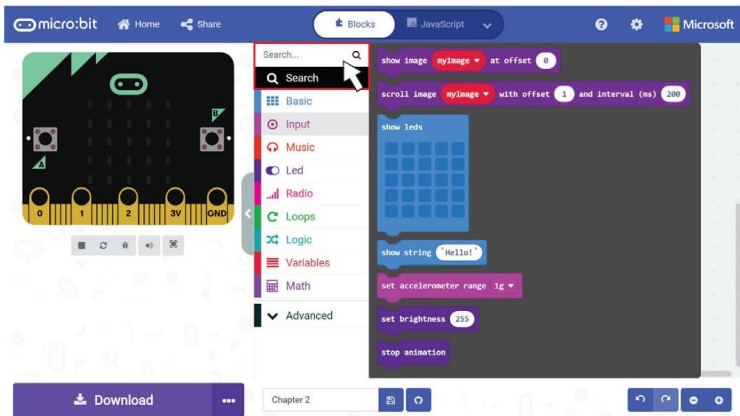 micro:bit Home Share Blocks JavaScript Microsoft
Search...
Search
Basic
Input
Music
Led
Radio
Loops
Logic
Variables
Math
Advanced
show image myImage at offset 0
scroll image myImage with offset 1 and interval (ms) 200
show leds
show string "Hello!"
set accelerometer range 1g
set brightness 255
stop animation
A
B
0 1 2 3V GND
Download
Chapter 2